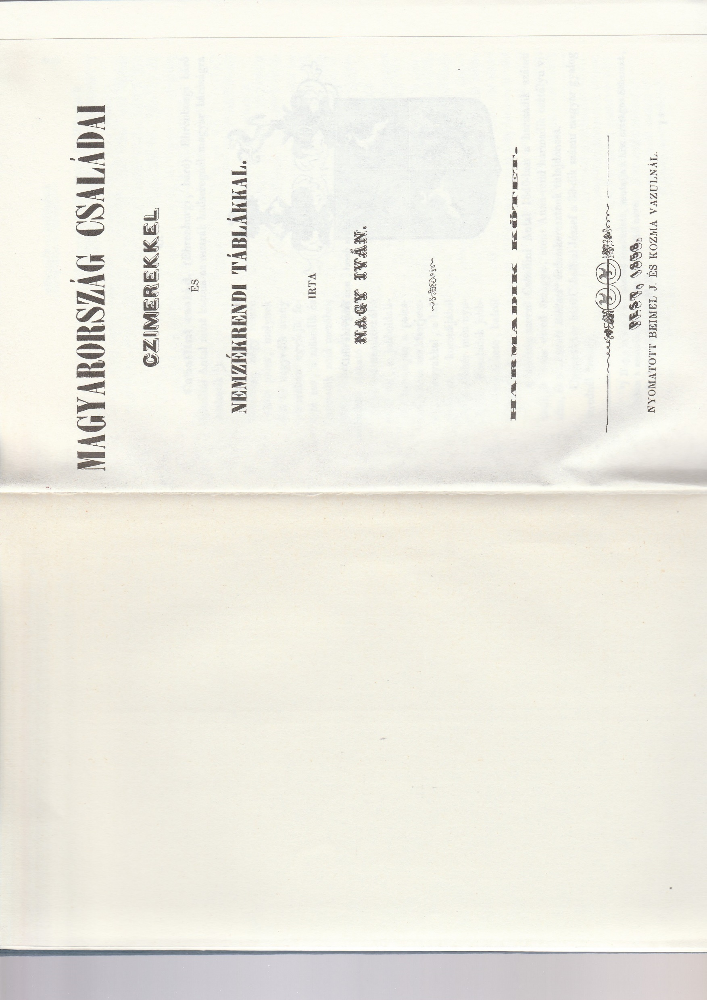 MAGYARORSZÁG CSALÁDAI
CZIMEREKKEL
ÉS
NEMZÉKRENDI TÁBLÁKKAL.
IRTA
NAGY IVÁN.
HARMADIK KÖTET.
PEST, 1858.
NYOMATOTT BEIMEL J. ÉS KOZMA VAZULNÁL.